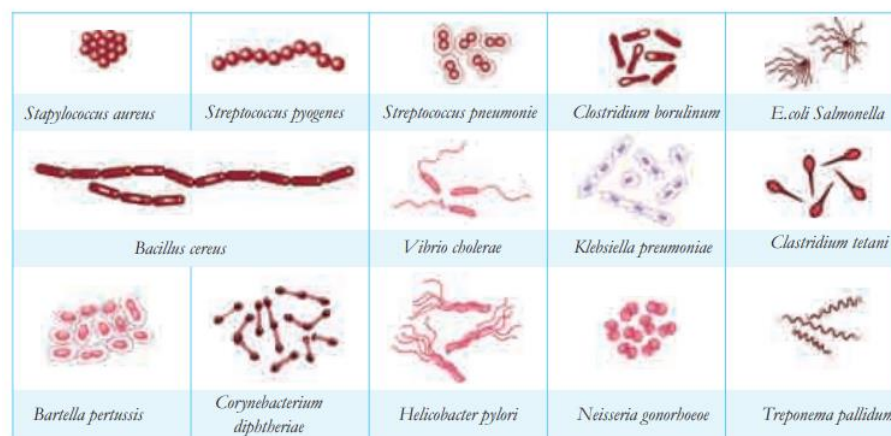 Stapylococcus aureus
Streptococcus pyogenes
Streptococcus pneumonie
Clostridium borulinum
E.coli Salmonella
Bacillus cereus
Vibrio cholerae
Klebsiella preumoniae
Clastridium tetani
Bartella pertussis
Corynebacterium
diphtheriae
Helicobacter pylori
Neisseria gonorhoeoe
Treponema pallidum